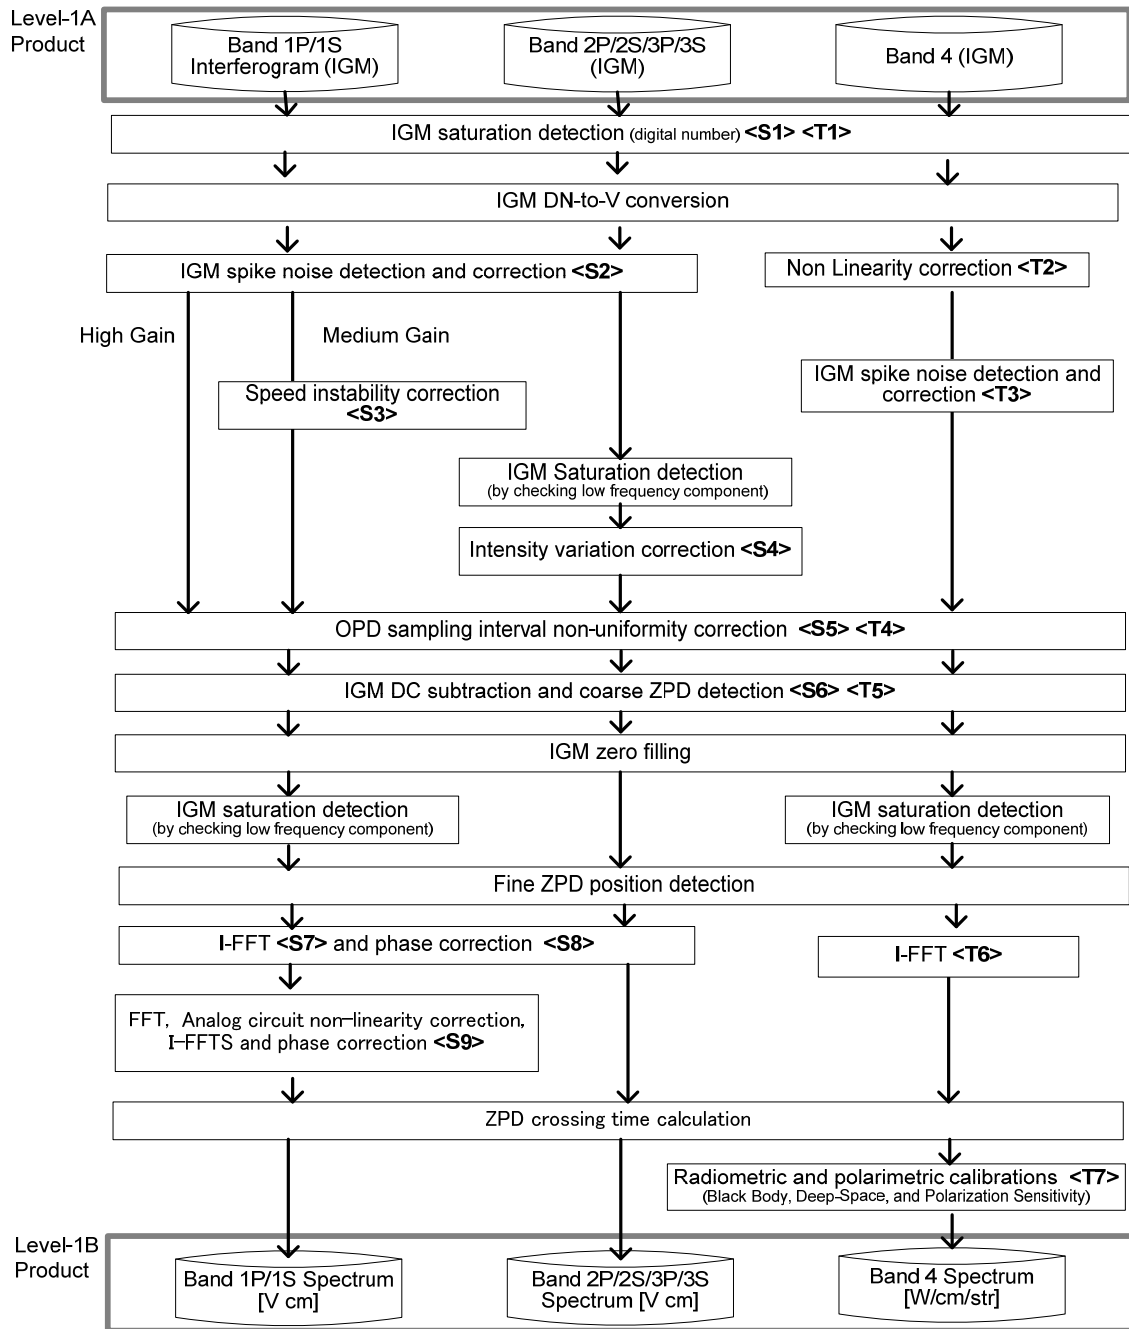 Level-1A
Product
Band 1P/1S
Interferogram (IGM)
Band 2P/2S/3P/3S
(IGM)
Band 4 (IGM)
IGM saturation detection (digital number) <S1> <T1>
IGM DN-to-V conversion
IGM spike noise detection and correction <S2>
Non Linearity correction <T2>
High Gain
Medium Gain
Speed instability correction
<S3>
IGM spike noise detection and
correction <T3>
IGM Saturation detection
(by checking low frequency component)
Intensity variation correction <S4>
OPD sampling interval non-uniformity correction <S5> <T4>
IGM DC subtraction and coarse ZPD detection <S6> <T5>
IGM zero filling
IGM saturation detection
(by checking low frequency component)
IGM saturation detection
(by checking low frequency component)
Fine ZPD position detection
I-FFT <S7> and phase correction <S8>
I-FFT <T6>
FFT, Analog circuit non-linearity correction,
I-FFTS and phase correction <S9>
ZPD crossing time calculation
Radiometric and polarimetric calibrations <T7>
(Black Body, Deep-Space, and Polarization Sensitivity)
Level-1B
Product
Band 1P/1S Spectrum
[V cm]
Band 2P/2S/3P/3S
Spectrum [V cm]
Band 4 Spectrum
[W/cm/str]